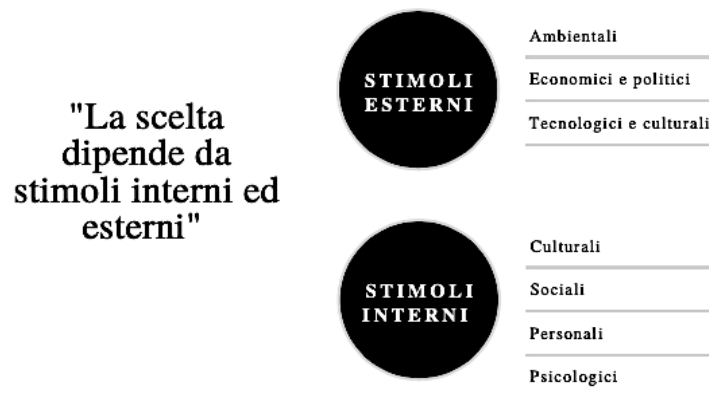 "La scelta
dipende da
stimoli interni ed
esterni"
STIMOLI
ESTERNI
Ambientali
Economici e politici
Tecnologici e culturali
STIMOLI
INTERNI
Culturali
Sociali
Personali
Psicologici